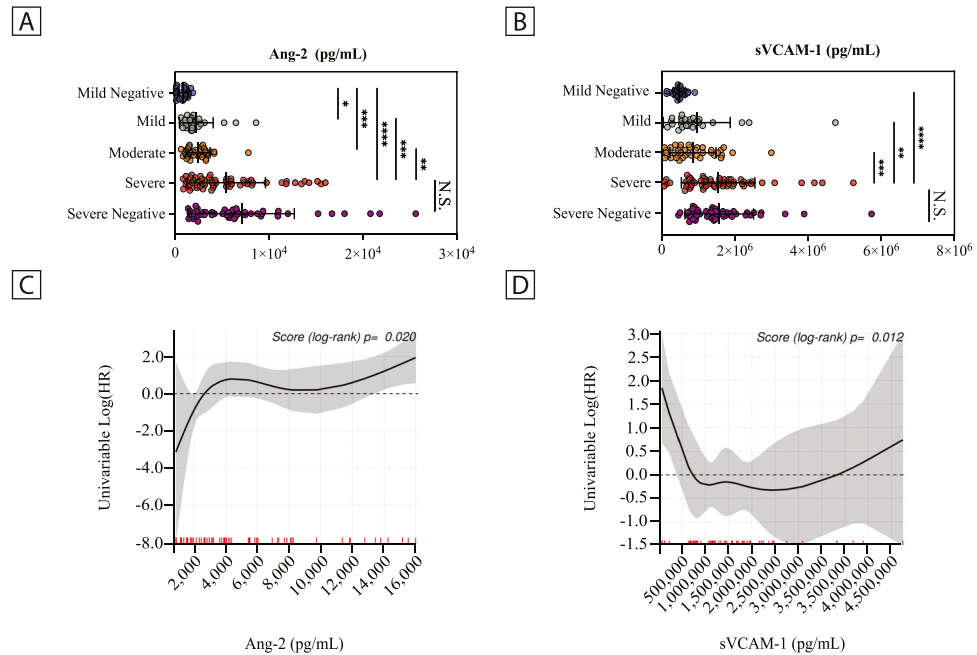 A
Ang-2 (pg/mL)
Mild Negative
Mild
Moderate
Severe
Severe Negative
*
***
****
***
**
N.S.
0
1×10⁴
2×10⁴
3×10⁴
B
sVCAM-1 (pg/mL)
Mild Negative
Mild
Moderate
Severe
Severe Negative
***
**
****
N.S.
0
2×10⁶
4×10⁶
6×10⁶
8×10⁶
C
Score (log-rank) p= 0.020
Univariable Log(HR)
2.0
0.0
-2.0
-4.0
-6.0
-8.0
2,000
4,000
6,000
8,000
10,000
12,000
14,000
16,000
Ang-2 (pg/mL)
D
Score (log-rank) p= 0.012
Univariable Log(HR)
3.0
2.5
2.0
1.5
1.0
0.5
0.0
-0.5
-1.0
-1.5
500,000
1,000,000
1,500,000
2,000,000
2,500,000
3,000,000
3,500,000
4,000,000
4,500,000
sVCAM-1 (pg/mL)